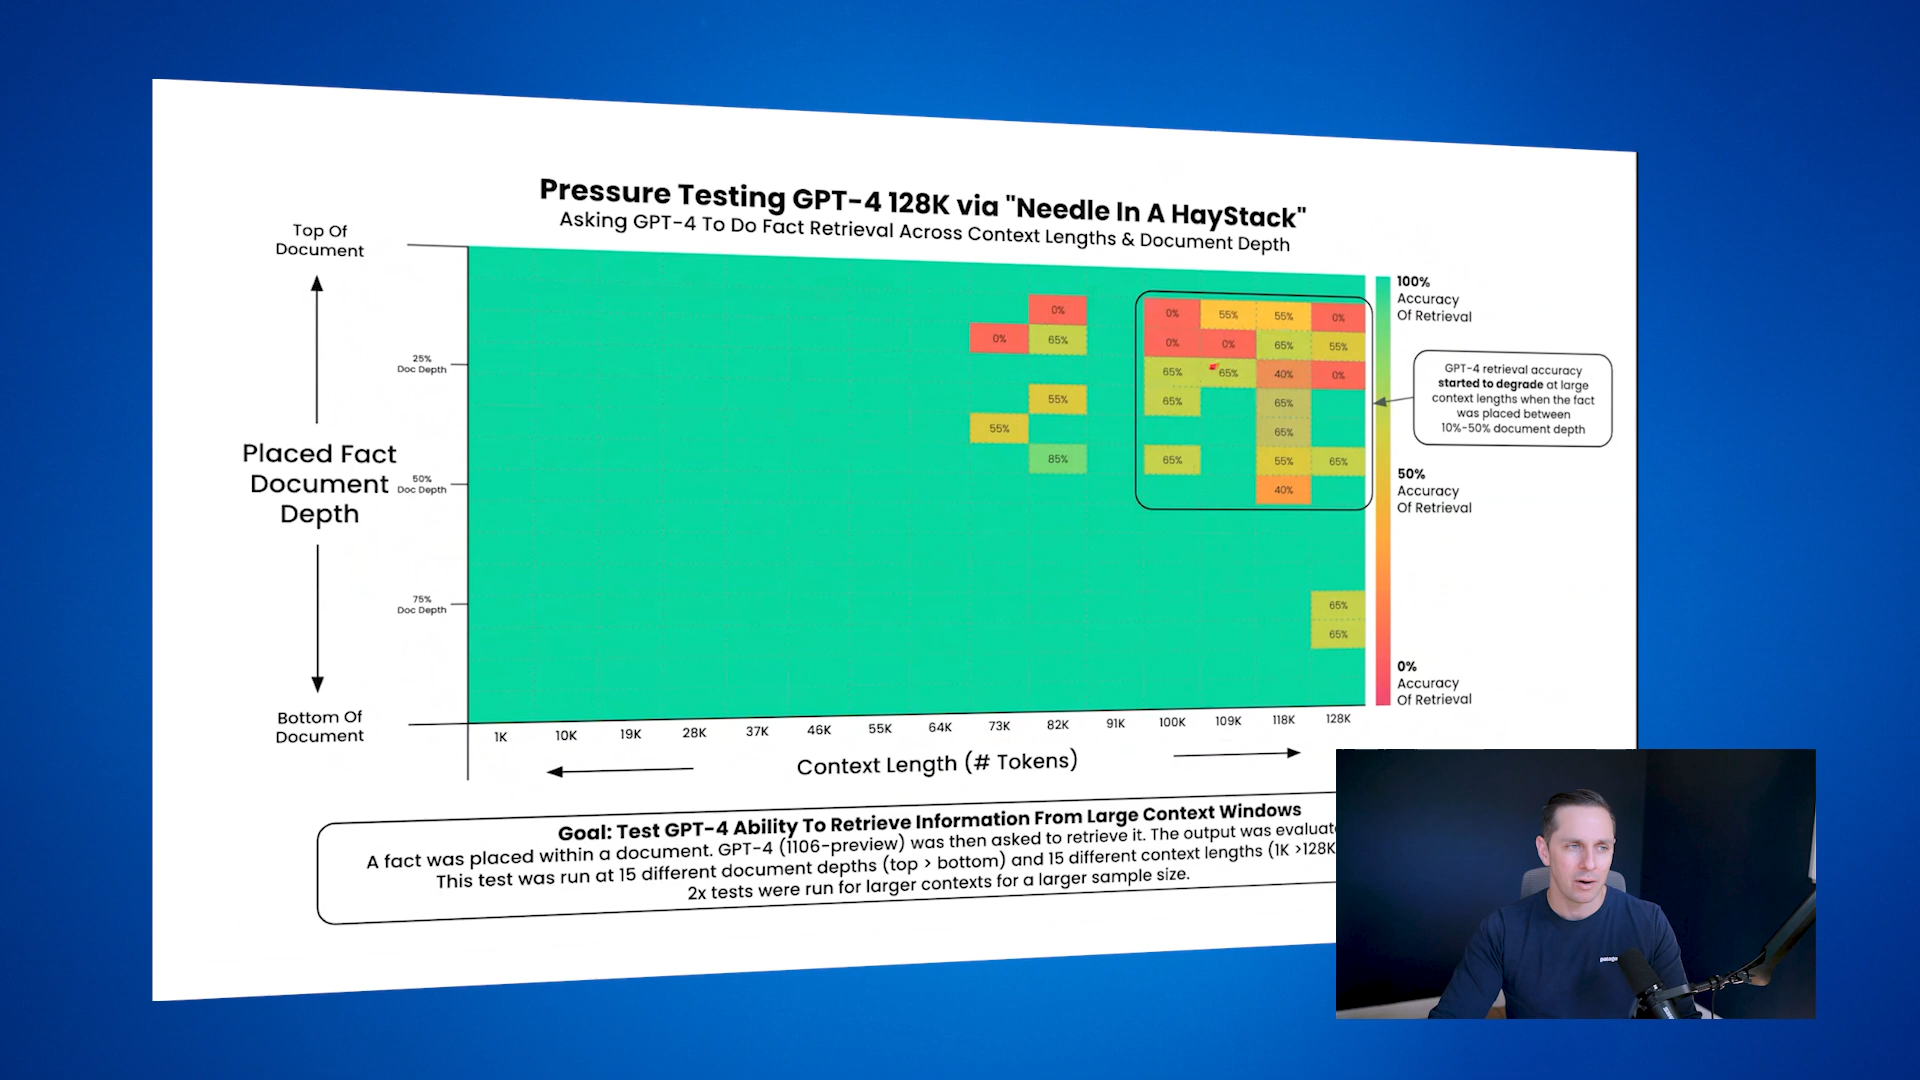 Pressure Testing GPT-4 128K via "Needle In A HayStack"
Asking GPT-4 To Do Fact Retrieval Across Context Lengths & Document Depth
Top Of
Document
25%
Doc Depth
Placed Fact
Document
Depth
50%
Doc Depth
75%
Doc Depth
Bottom Of
Document
0%
0% 55% 55% 0%
0% 65%
0% 0% 65% 55%
65% 65% 40% 0%
55%
65% 65%
55%
65%
85%
65% 55% 65%
40%
65%
65%
100%
Accuracy
Of Retrieval
GPT-4 retrieval accuracy
started to degrade at large
context lengths when the fact
was placed between
10%-50% document depth
50%
Accuracy
Of Retrieval
0%
Accuracy
Of Retrieval
1K 10K 19K 28K 37K 46K 55K 64K 73K 82K 91K 100K 109K 118K 128K
Context Length (# Tokens)
Goal: Test GPT-4 Ability To Retrieve Information From Large Context Windows
A fact was placed within a document. GPT-4 (1106-preview) was then asked to retrieve it. The output was evaluate
This test was run at 15 different document depths (top > bottom) and 15 different context lengths (1K >128K
2x tests were run for larger contexts for a larger sample size.